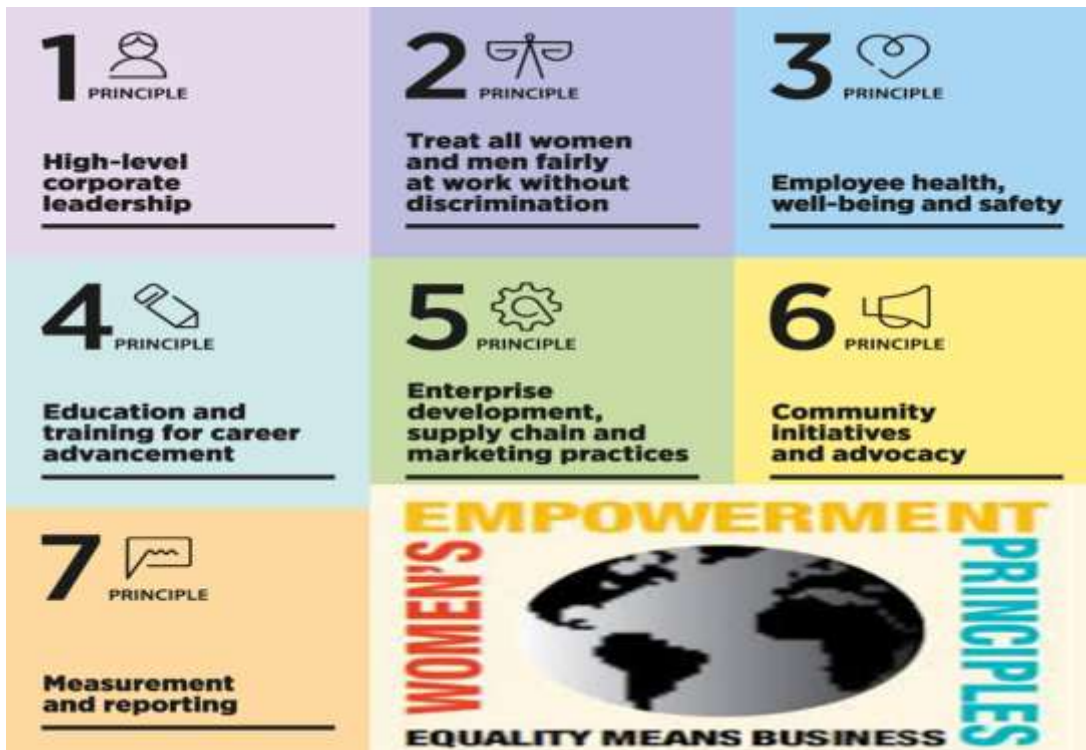 1 PRINCIPLE
High-level
corporate
leadership
2 PRINCIPLE
Treat all women
and men fairly
at work without
discrimination
3 PRINCIPLE
Employee health,
well-being and safety
4 PRINCIPLE
Education and
training for career
advancement
5 PRINCIPLE
Enterprise
development,
supply chain and
marketing practices
6 PRINCIPLE
Community
initiatives
and advocacy
7 PRINCIPLE
Measurement
and reporting
WOMEN'S
EMPOWERMENT
PRINCIPLES
EQUALITY MEANS BUSINESS